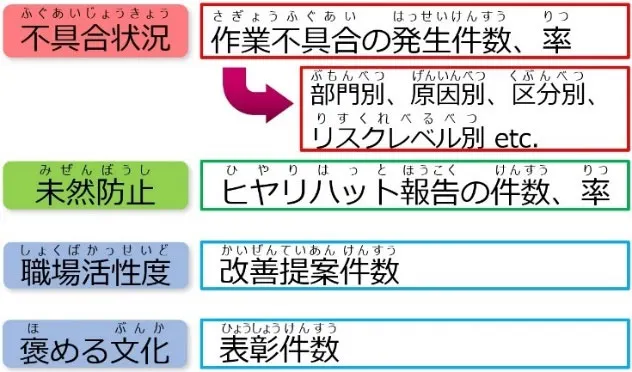 ふぐあいじょうきょう
不具合状況
さぎょうふぐあい はっせいけんすう りつ
作業不具合の発生件数、率
ぶもんべつ げんいんべつ くぶんべつ
部門別、原因別、区分別、
りすくれべるべつ
リスクレベル別 etc.
みぜんぼうし
未然防止
ひやりはっとほうこく けんすう りつ
ヒヤリハット報告の件数、率
しょくばかっせいど
職場活性度
かいぜんていあん けんすう
改善提案件数
ほ ぶんか
褒める文化
ひょうしょうけんすう
表彰件数